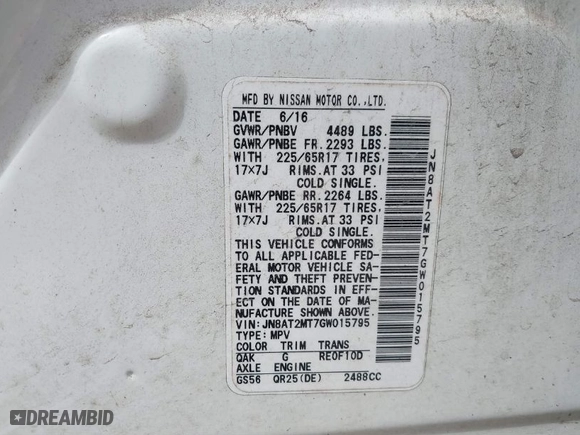 MFD BY NISSAN MOTOR CO.,LTD.
DATE 6/16
GVWR/PNBV 4489 LBS.
GAWR/PNBE FR. 2293 LBS.
WITH 225/65R17 TIRES,
17×7J RIMS.AT 33 PSI
COLD SINGLE.
GAWR/PNBE RR. 2264 LBS.
WITH 225/65R17 TIRES,
17×7J RIMS.AT 33 PSI
COLD SINGLE.
THIS VEHICLE CONFORMS
TO ALL APPLICABLE FED-
ERAL MOTOR VEHICLE SA-
FETY AND THEFT PREVEN-
TION STANDARDS IN EFF-
ECT ON THE DATE OF MA-
NUFACTURE SHOWN ABOVE.
VIN:JN8AT2MT7GW015795
TYPE:MPV
COLOR TRIM TRANS
QAK G RE0F10D
AXLE ENGINE
GS56 QR25(DE) 2488CC
JN8AT2MT7GW015795
DREAMBID